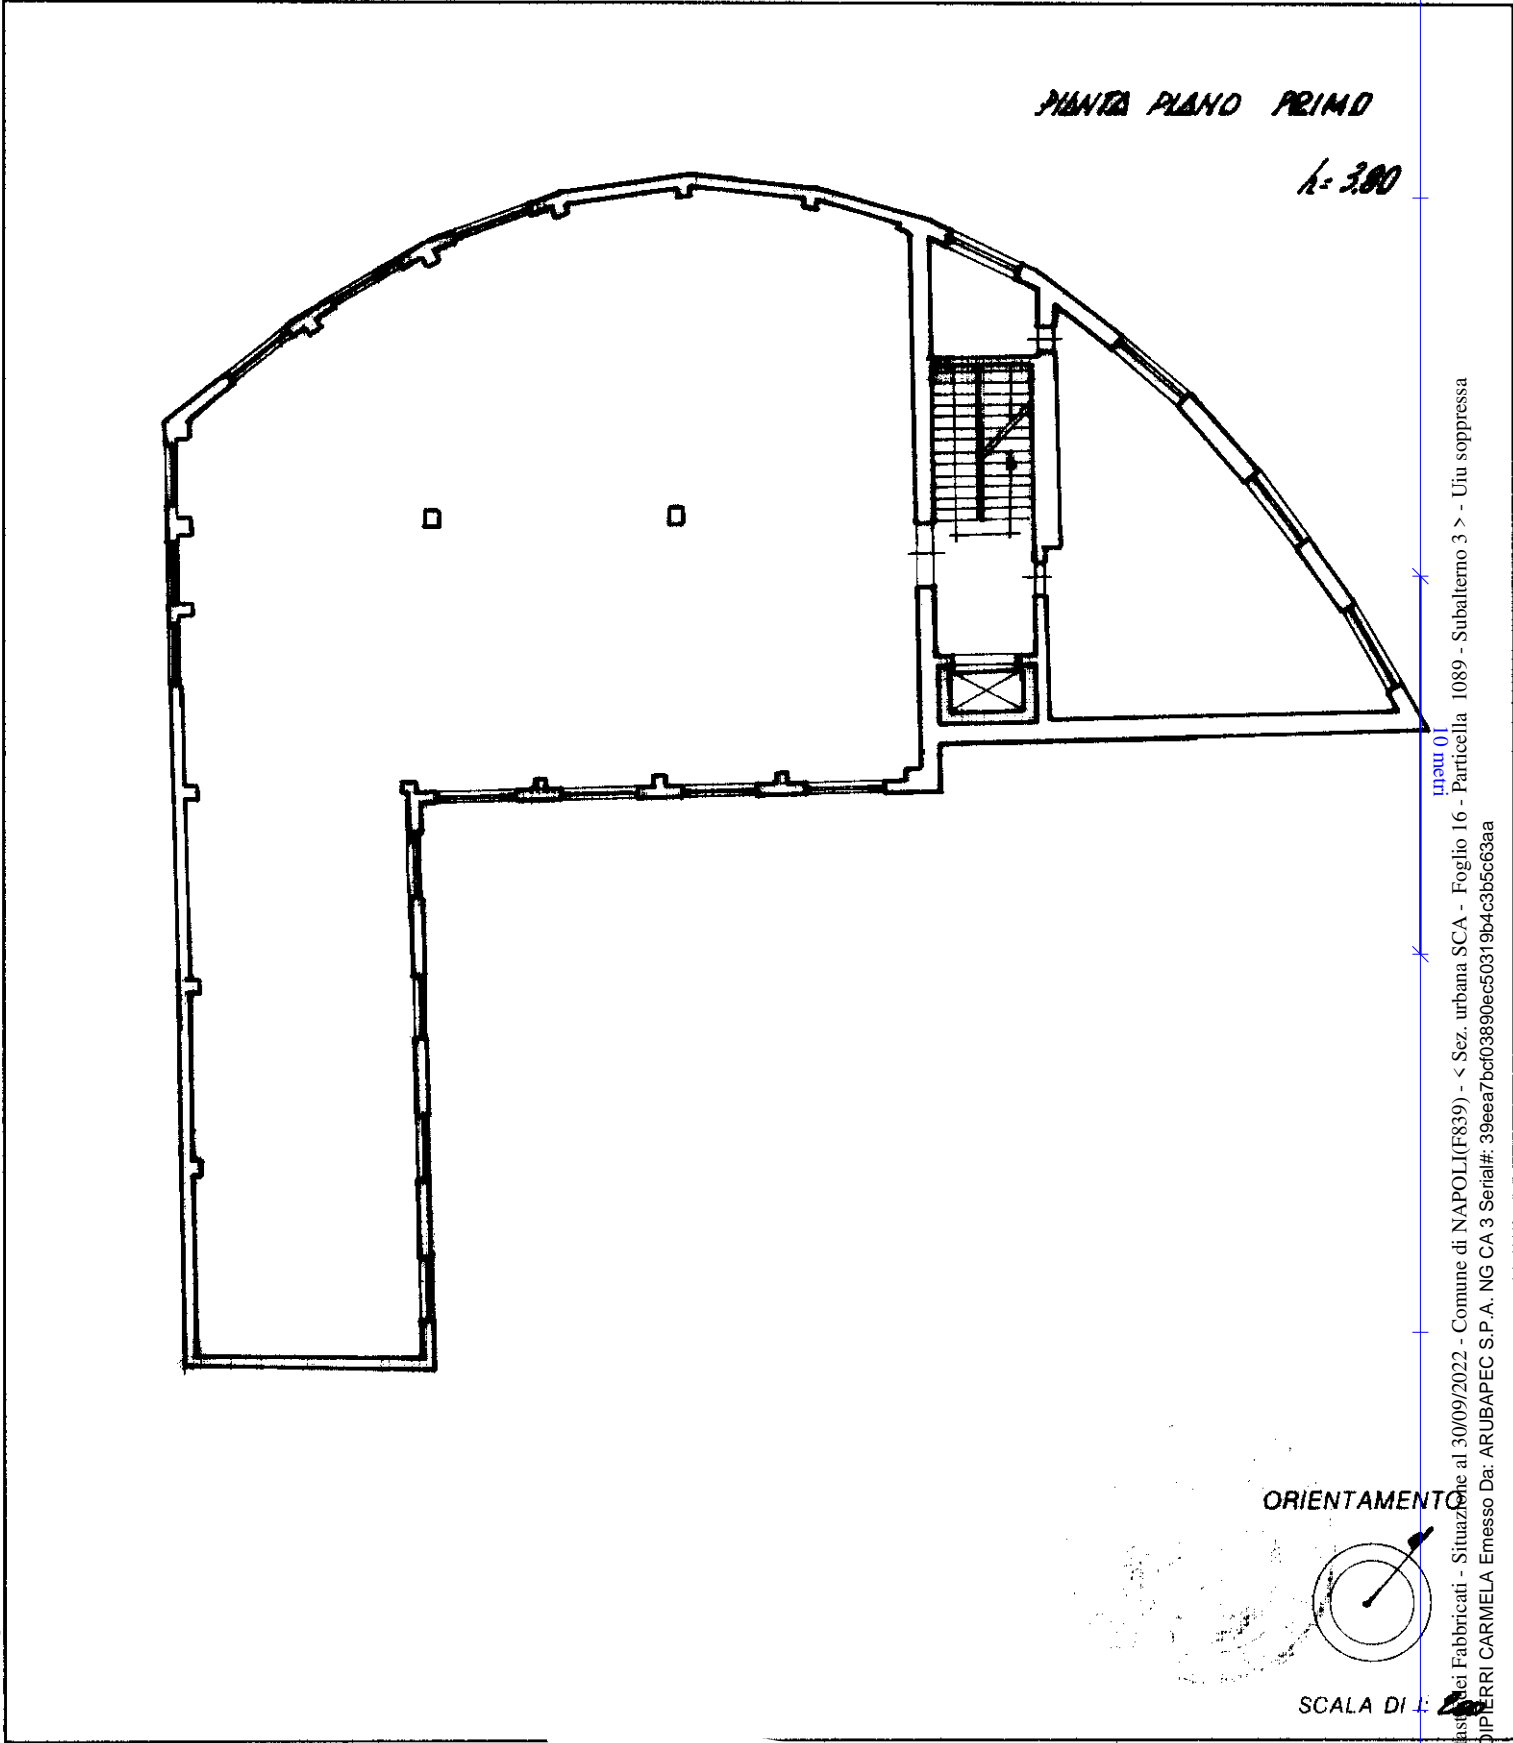 PIANTA PIANO PRIMO
h= 3.80
10 metri
dei Fabbricati - Situazione al 30/09/2022 - Comune di NAPOLI(F839) - < Sez. urbana SCA - Foglio 16 - Particella 1089 - Subalterno 3 > - Uiu soppressa
DIPIERRI CARMELA Emesso Da: ARUBAPEC S.P.A. NG CA 3 Serial#: 39eea7bcf03890ec50319b4c3b5c63aa
ORIENTAMENTO
SCALA DI 1: 200